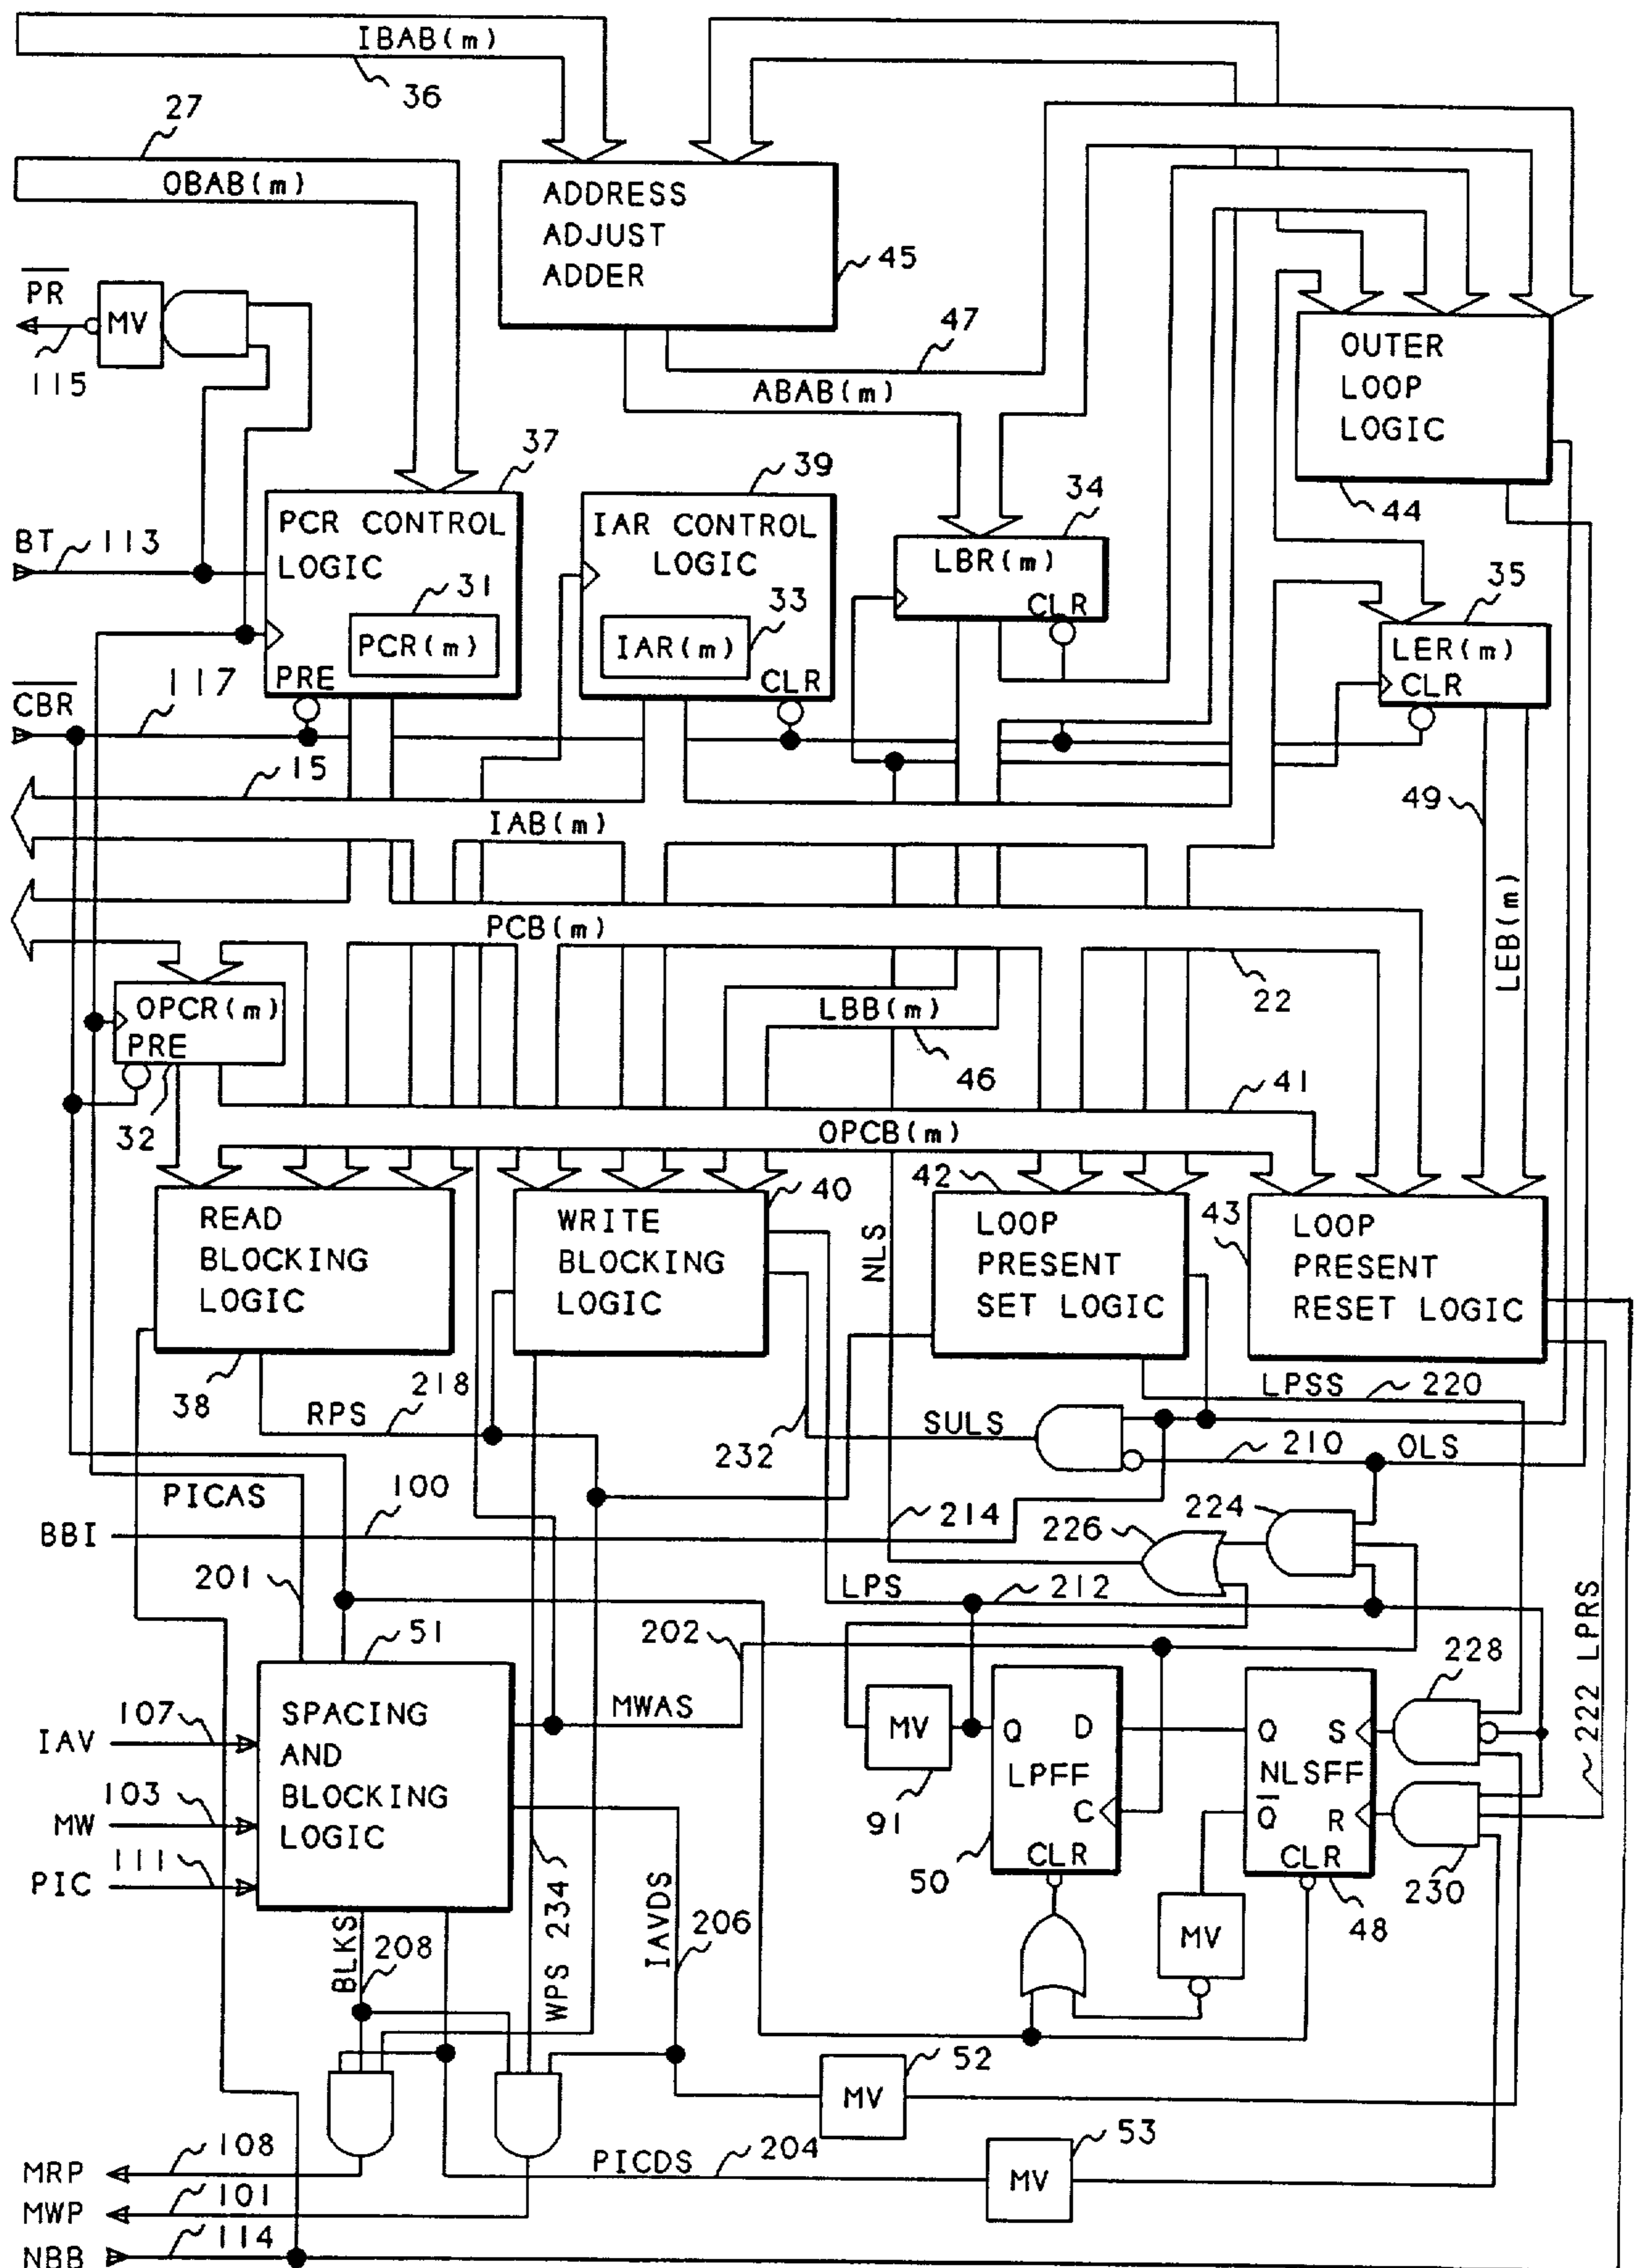 IBAB(m)
36
27
OBAB(m)
ADDRESS
ADJUST
ADDER
45
PR
MV
115
47
ABAB(m)
OUTER
LOOP
LOGIC
44
37
39
34
BT
113
PCR CONTROL
LOGIC
31
PCR(m)
PRE
IAR CONTROL
LOGIC
33
IAR(m)
CLR
LBR(m)
CLR
35
LER(m)
CLR
CBR
117
15
49
IAB(m)
LEB(m)
PCB(m)
22
OPCR(m)
PRE
LBB(m)
46
32
41
OPCB(m)
READ
BLOCKING
LOGIC
38
WRITE
BLOCKING
LOGIC
40
NLS
42
LOOP
PRESENT
SET LOGIC
43
LOOP
PRESENT
RESET LOGIC
218
RPS
232
SULS
LPSS
220
210
OLS
PICAS
100
BBI
214
226
224
201
LPS
212
202
222 LPRS
51
228
SPACING
AND
BLOCKING
LOGIC
MWAS
IAV
107
MW
103
PIC
111
MV
91
Q
D
LPFF
C
CLR
50
Q
S
NLSFF
Q
R
CLR
48
230
MV
BLKS
208
WPS 234
IAVDS
206
52
MV
53
MV
PICDS
204
MRP
108
MWP
101
NBB
114